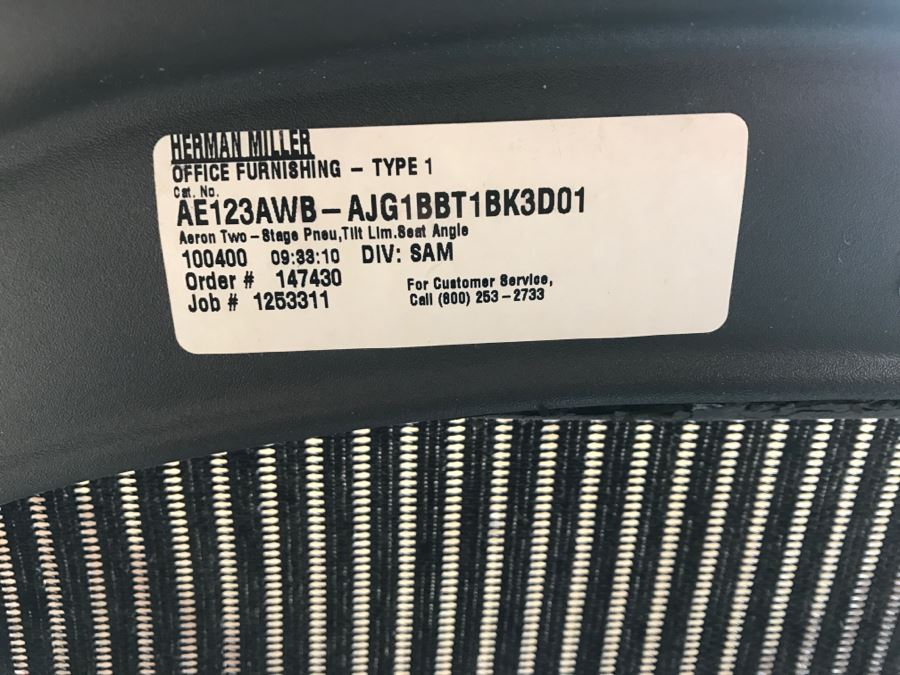 HERMAN MILLER
OFFICE FURNISHING - TYPE 1
Cat. No.
AE123AWB-AJG1BBT1BK3D01
Aeron Two-Stage Pneu,Tilt Lim.Seat Angle
100400 09:33:10 DIV: SAM
Order # 147430
Job # 1253311
For Customer Service,
Call (800) 253-2733